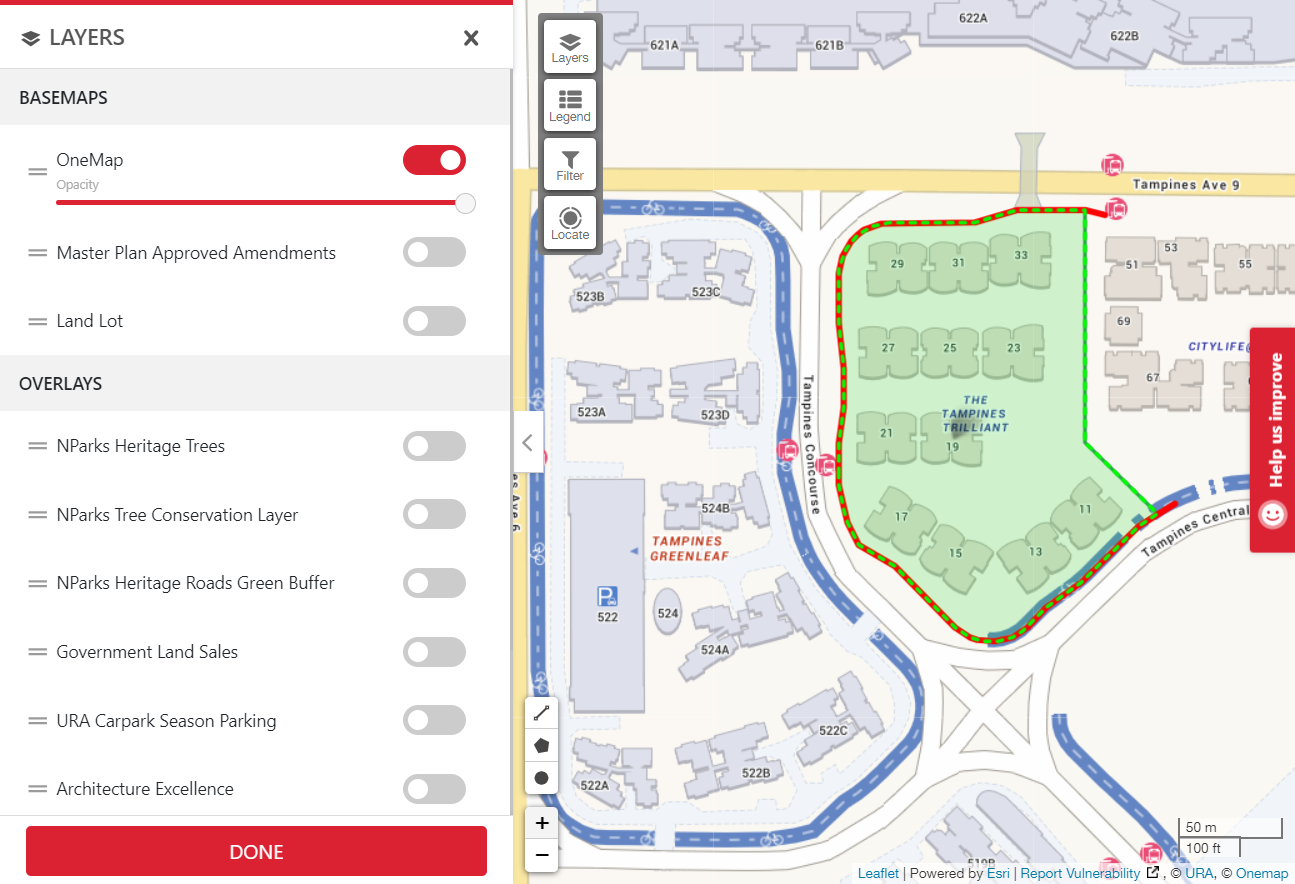 LAYERS
BASEMAPS
OneMap
Opacity
Master Plan Approved Amendments
Land Lot
OVERLAYS
NParks Heritage Trees
NParks Tree Conservation Layer
NParks Heritage Roads Green Buffer
Government Land Sales
URA Carpark Season Parking
Architecture Excellence
DONE
Layers
Legend
Filter
Locate
621A
621B
622A
622B
Tampines Ave 9
29
31
33
51
53
55
523B
523C
69
27
25
23
CITYLIFE@
67
Tampines Concourse
523A
523D
THE
TAMPINES
TRILLIANT
21
19
Help us improve
524B
17
11
Tampines Central
TAMPINES
GREENLEAF
15
13
P
522
524
524A
522C
522B
522A
+
−
50 m
100 ft
519B
Leaflet | Powered by Esri | Report Vulnerability , © URA, © Onemap